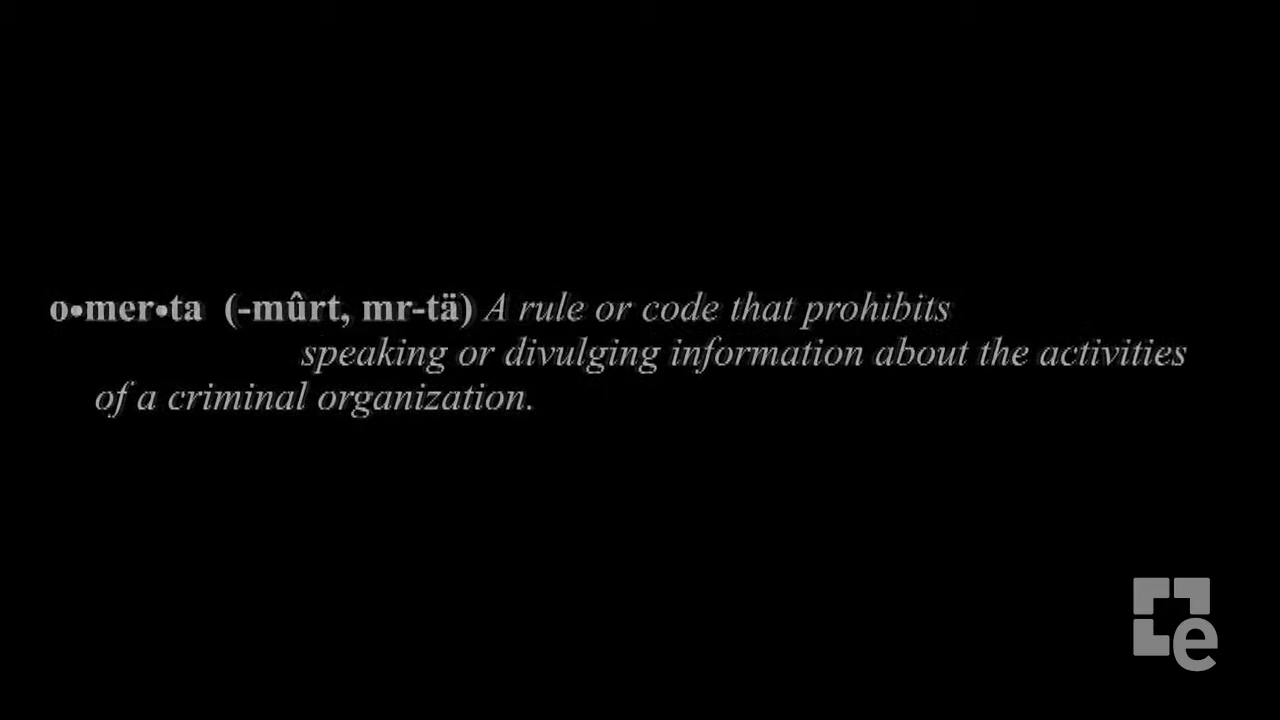 o•mer•ta (-mûrt, mr-tä) A rule or code that prohibits
speaking or divulging information about the activities
of a criminal organization.
e